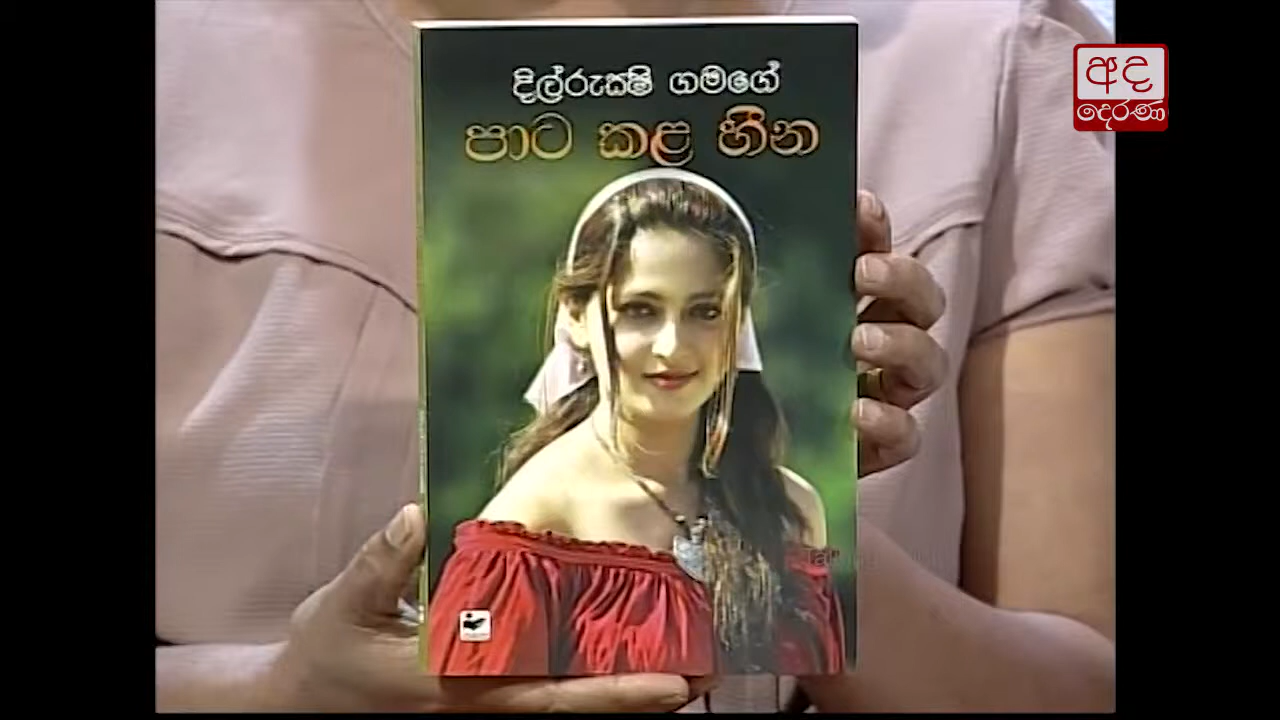 දිල්රුක්ෂි ගමගේ
පාට කළ හීන
අද
දෙරණ